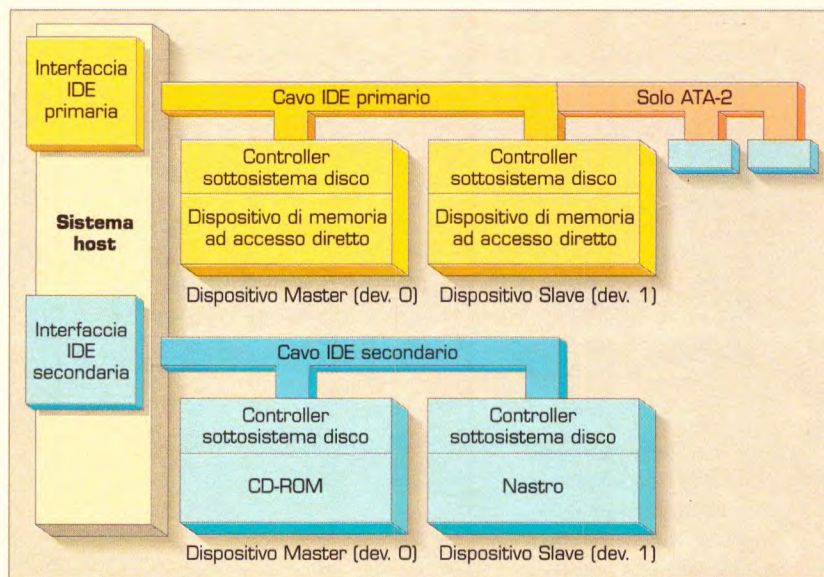 Interfaccia
IDE
primaria
Cavo IDE primario
Solo ATA-2
Controller
sottosistema disco
Dispositivo di memoria
ad accesso diretto
Dispositivo Master (dev. 0)
Controller
sottosistema disco
Dispositivo di memoria
ad accesso diretto
Dispositivo Slave (dev. 1)
Sistema
host
Interfaccia
IDE
secondaria
Cavo IDE secondario
Controller
sottosistema disco
CD-ROM
Dispositivo Master (dev. 0)
Controller
sottosistema disco
Nastro
Dispositivo Slave (dev. 1)